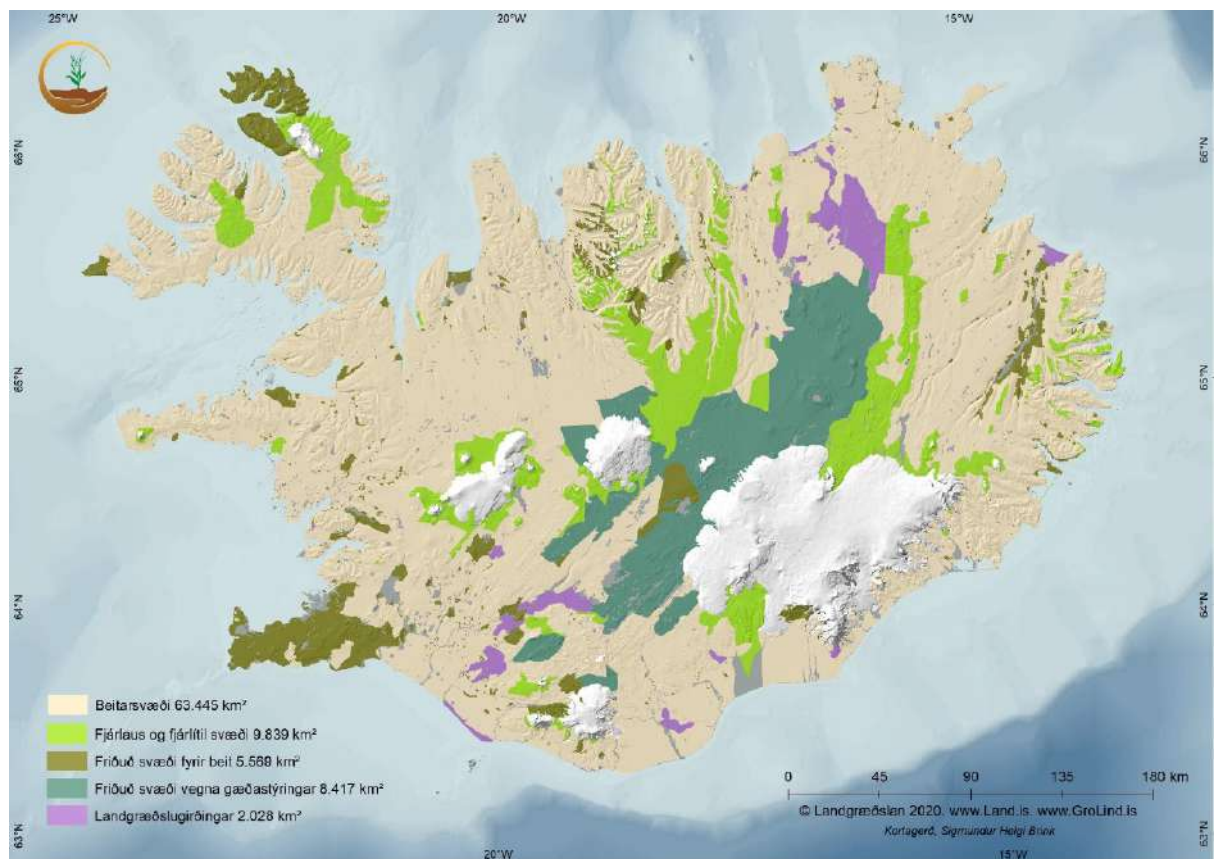 25°W 20°W 15°W
66°N 66°N
65°N 65°N
64°N 64°N
Beitarsvæði 63.445 km²
Fjárlaus og fjárlítil svæði 9.839 km²
Friðuð svæði fyrir beit 5.568 km²
Friðuð svæði vegna gæðastýringar 8.417 km²
Landgræðslugirðingar 2.028 km²
0 45 90 135 180 km
© Landgræðslan 2020. www.Land.is. www.GroLind.is
Kortagerð, Sigmundur Helgi Brink
63°N 63°N
20°W 15°W